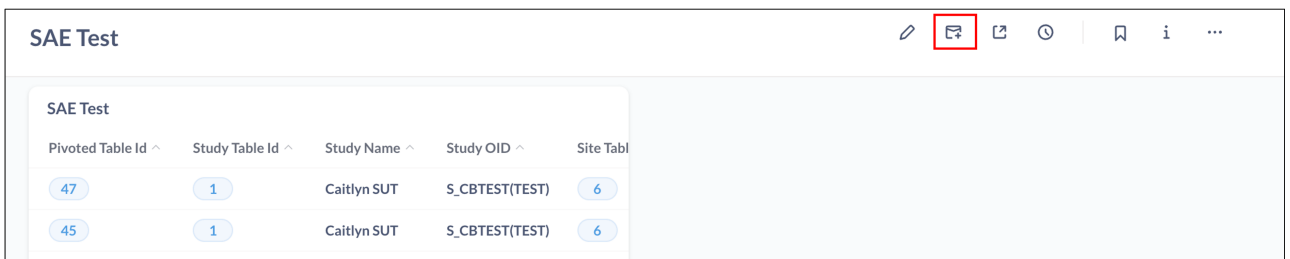 SAE Test
SAE Test
Pivoted Table Id Study Table Id Study Name Study OID Site Tabl
47 1 Caitlyn SUT S_CBTEST(TEST) 6
45 1 Caitlyn SUT S_CBTEST(TEST) 6